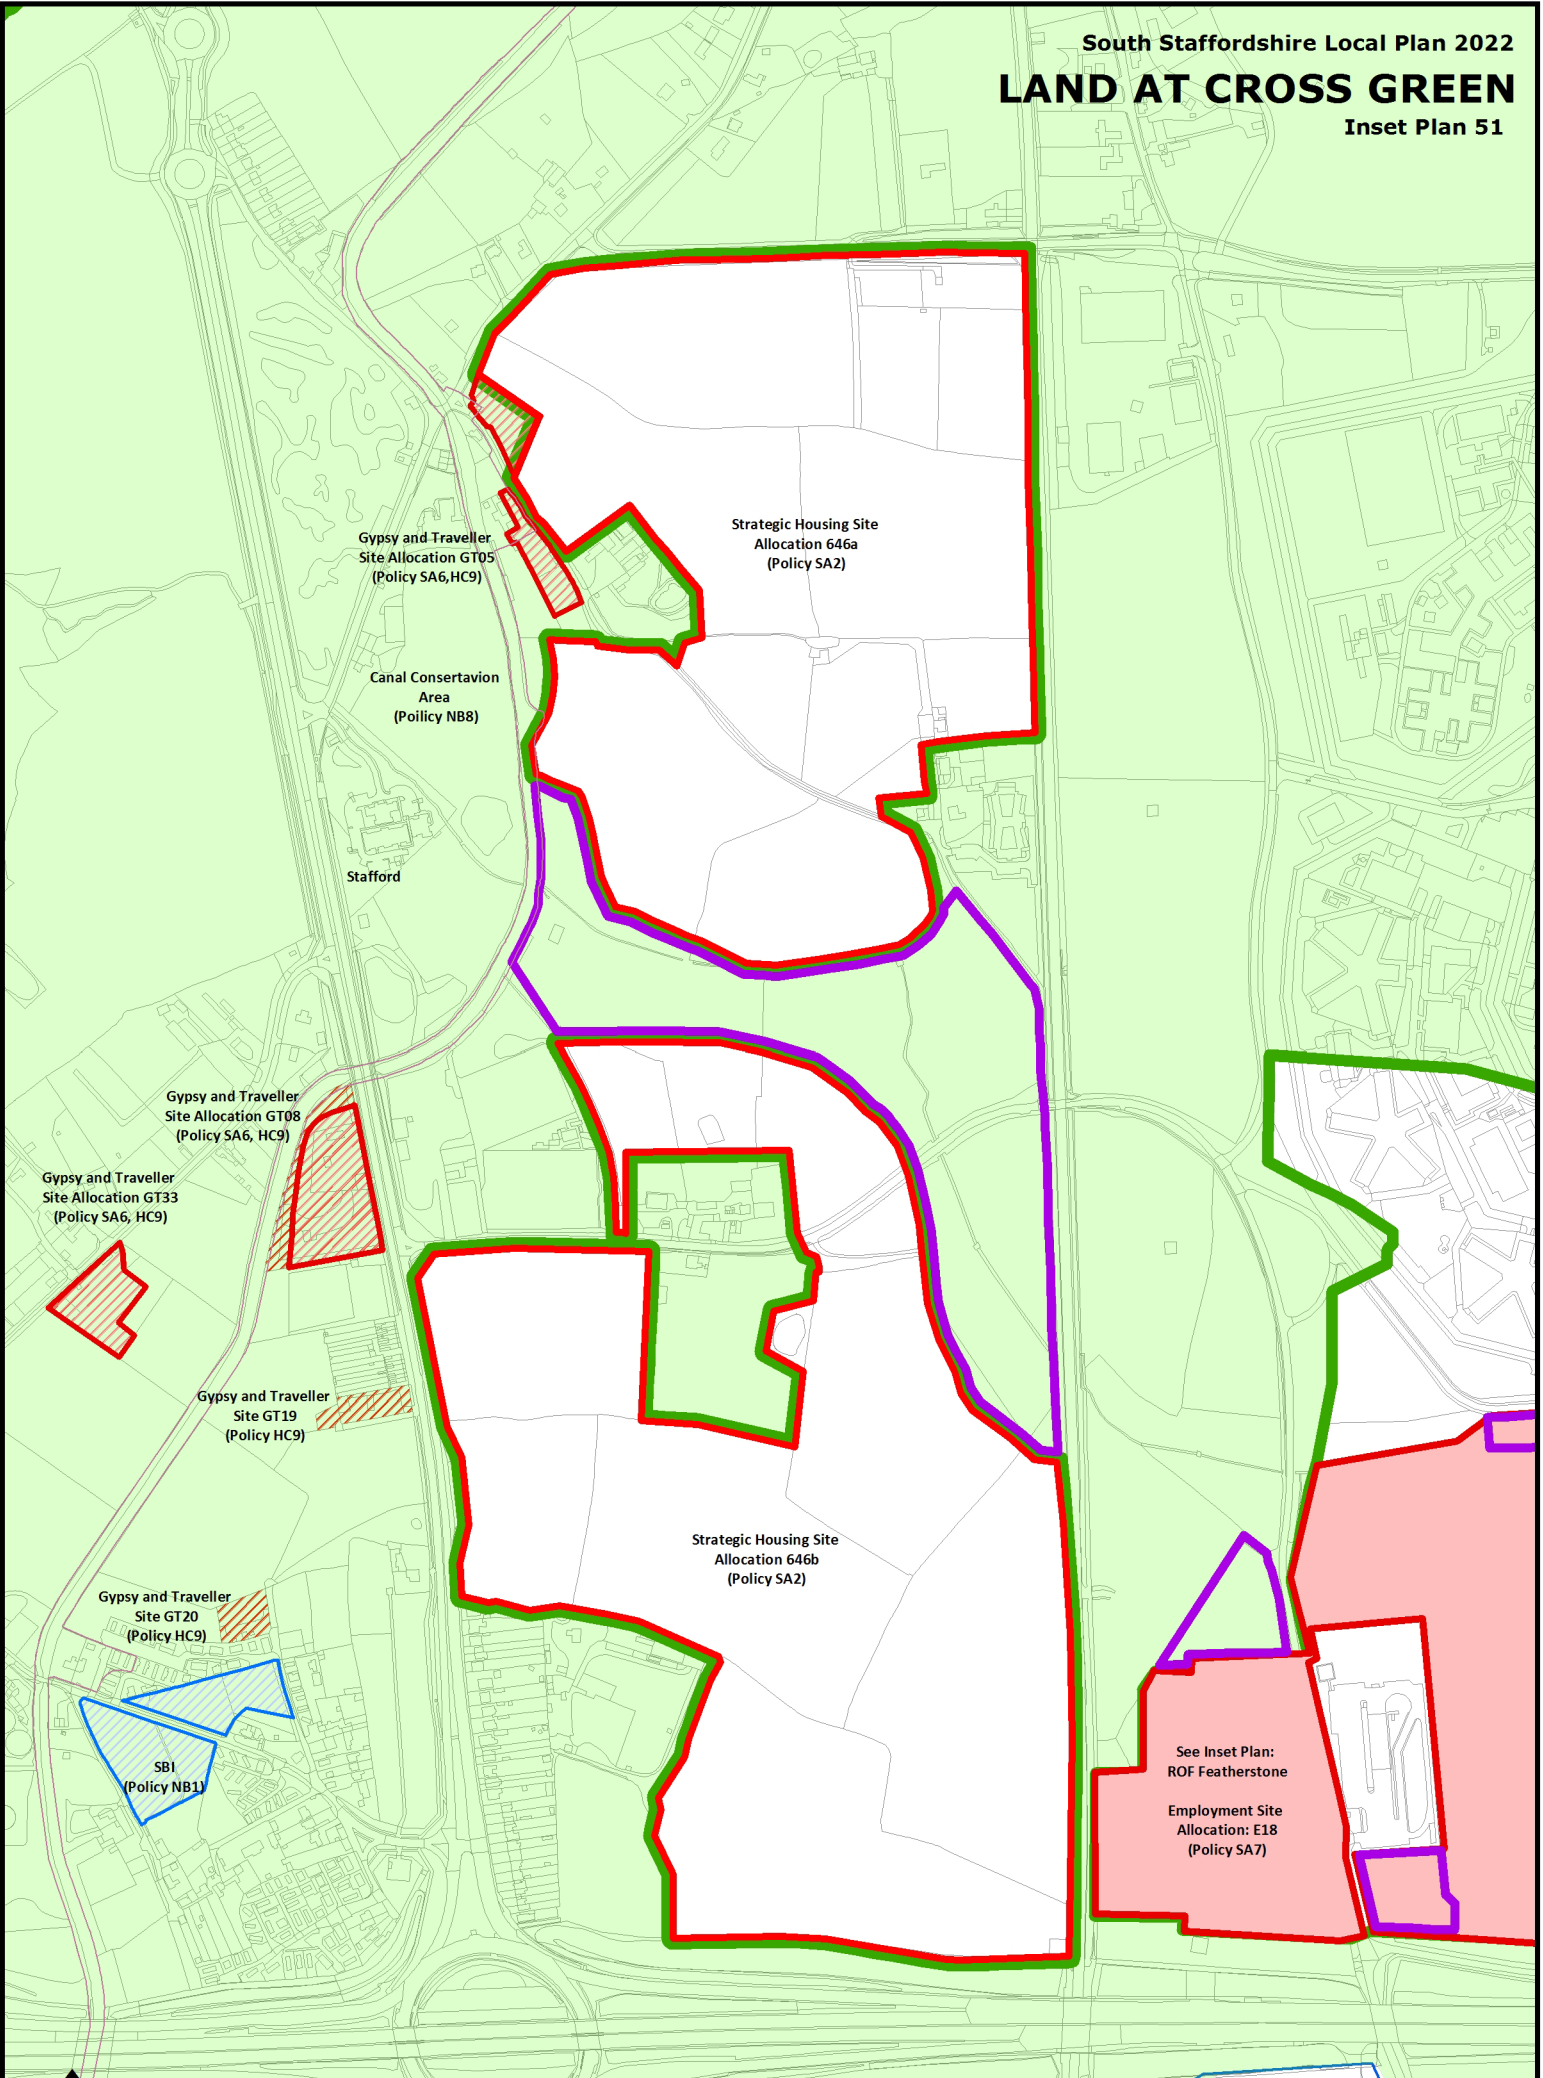 South Staffordshire Local Plan 2022
LAND AT CROSS GREEN
Inset Plan 51
Strategic Housing Site
Allocation 646a
(Policy SA2)
Gypsy and Traveller
Site Allocation GT05
(Policy SA6,HC9)
Canal Consertavion
Area
(Poilicy NB8)
Stafford
Gypsy and Traveller
Site Allocation GT08
(Policy SA6, HC9)
Gypsy and Traveller
Site Allocation GT33
(Policy SA6, HC9)
Gypsy and Traveller
Site GT19
(Policy HC9)
Strategic Housing Site
Allocation 646b
(Policy SA2)
Gypsy and Traveller
Site GT20
(Policy HC9)
SBI
(Policy NB1)
See Inset Plan:
ROF Featherstone
Employment Site
Allocation: E18
(Policy SA7)